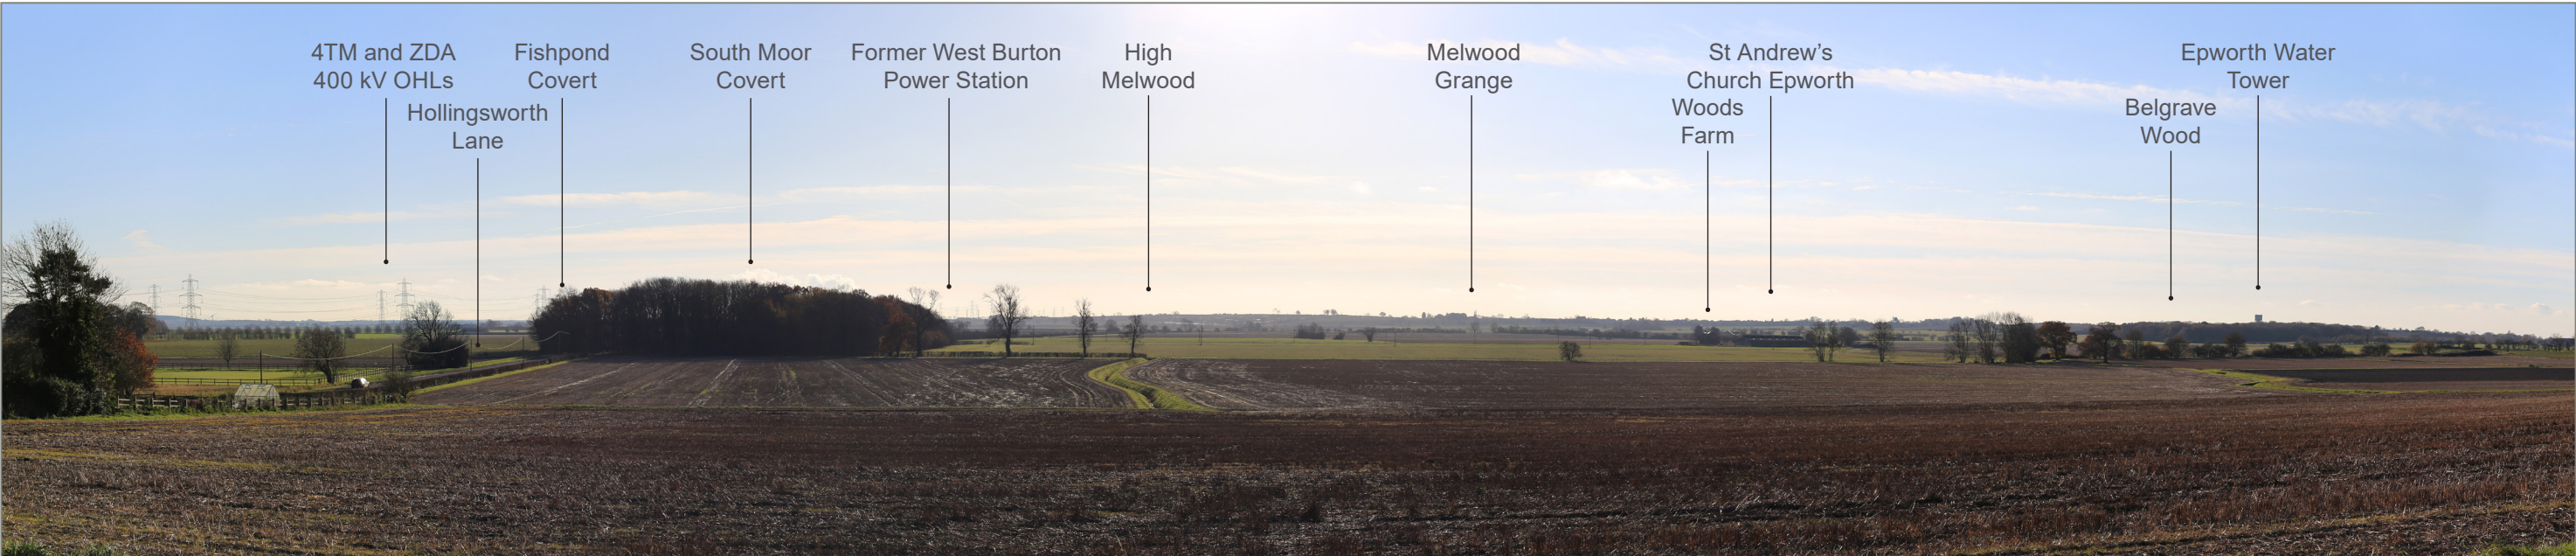 4TM and ZDA
400 kV OHLs
Hollingsworth
Lane
Fishpond
Covert
South Moor
Covert
Former West Burton
Power Station
High
Melwood
Melwood
Grange
Woods
Farm
St Andrew’s
Church Epworth
Belgrave
Wood
Epworth Water
Tower